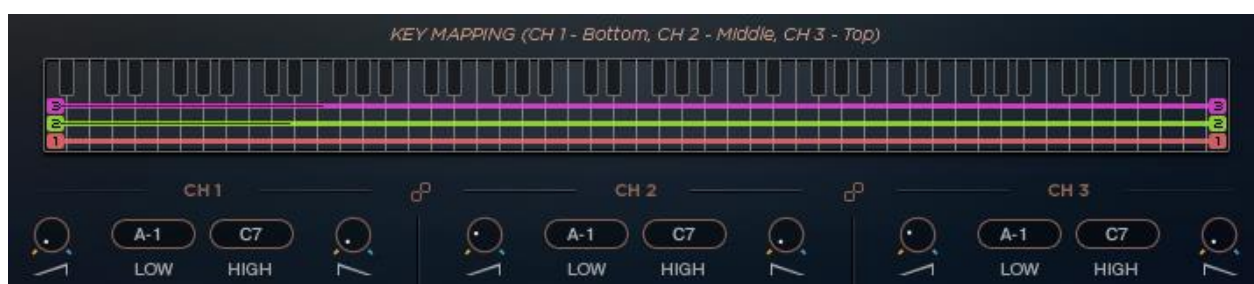 KEY MAPPING (CH 1 - Bottom, CH 2 - Middle, CH 3 - Top)
3 3
2 2
1 1
CH 1 CH 2 CH 3
A-1 C7 A-1 C7 A-1 C7
LOW HIGH LOW HIGH LOW HIGH